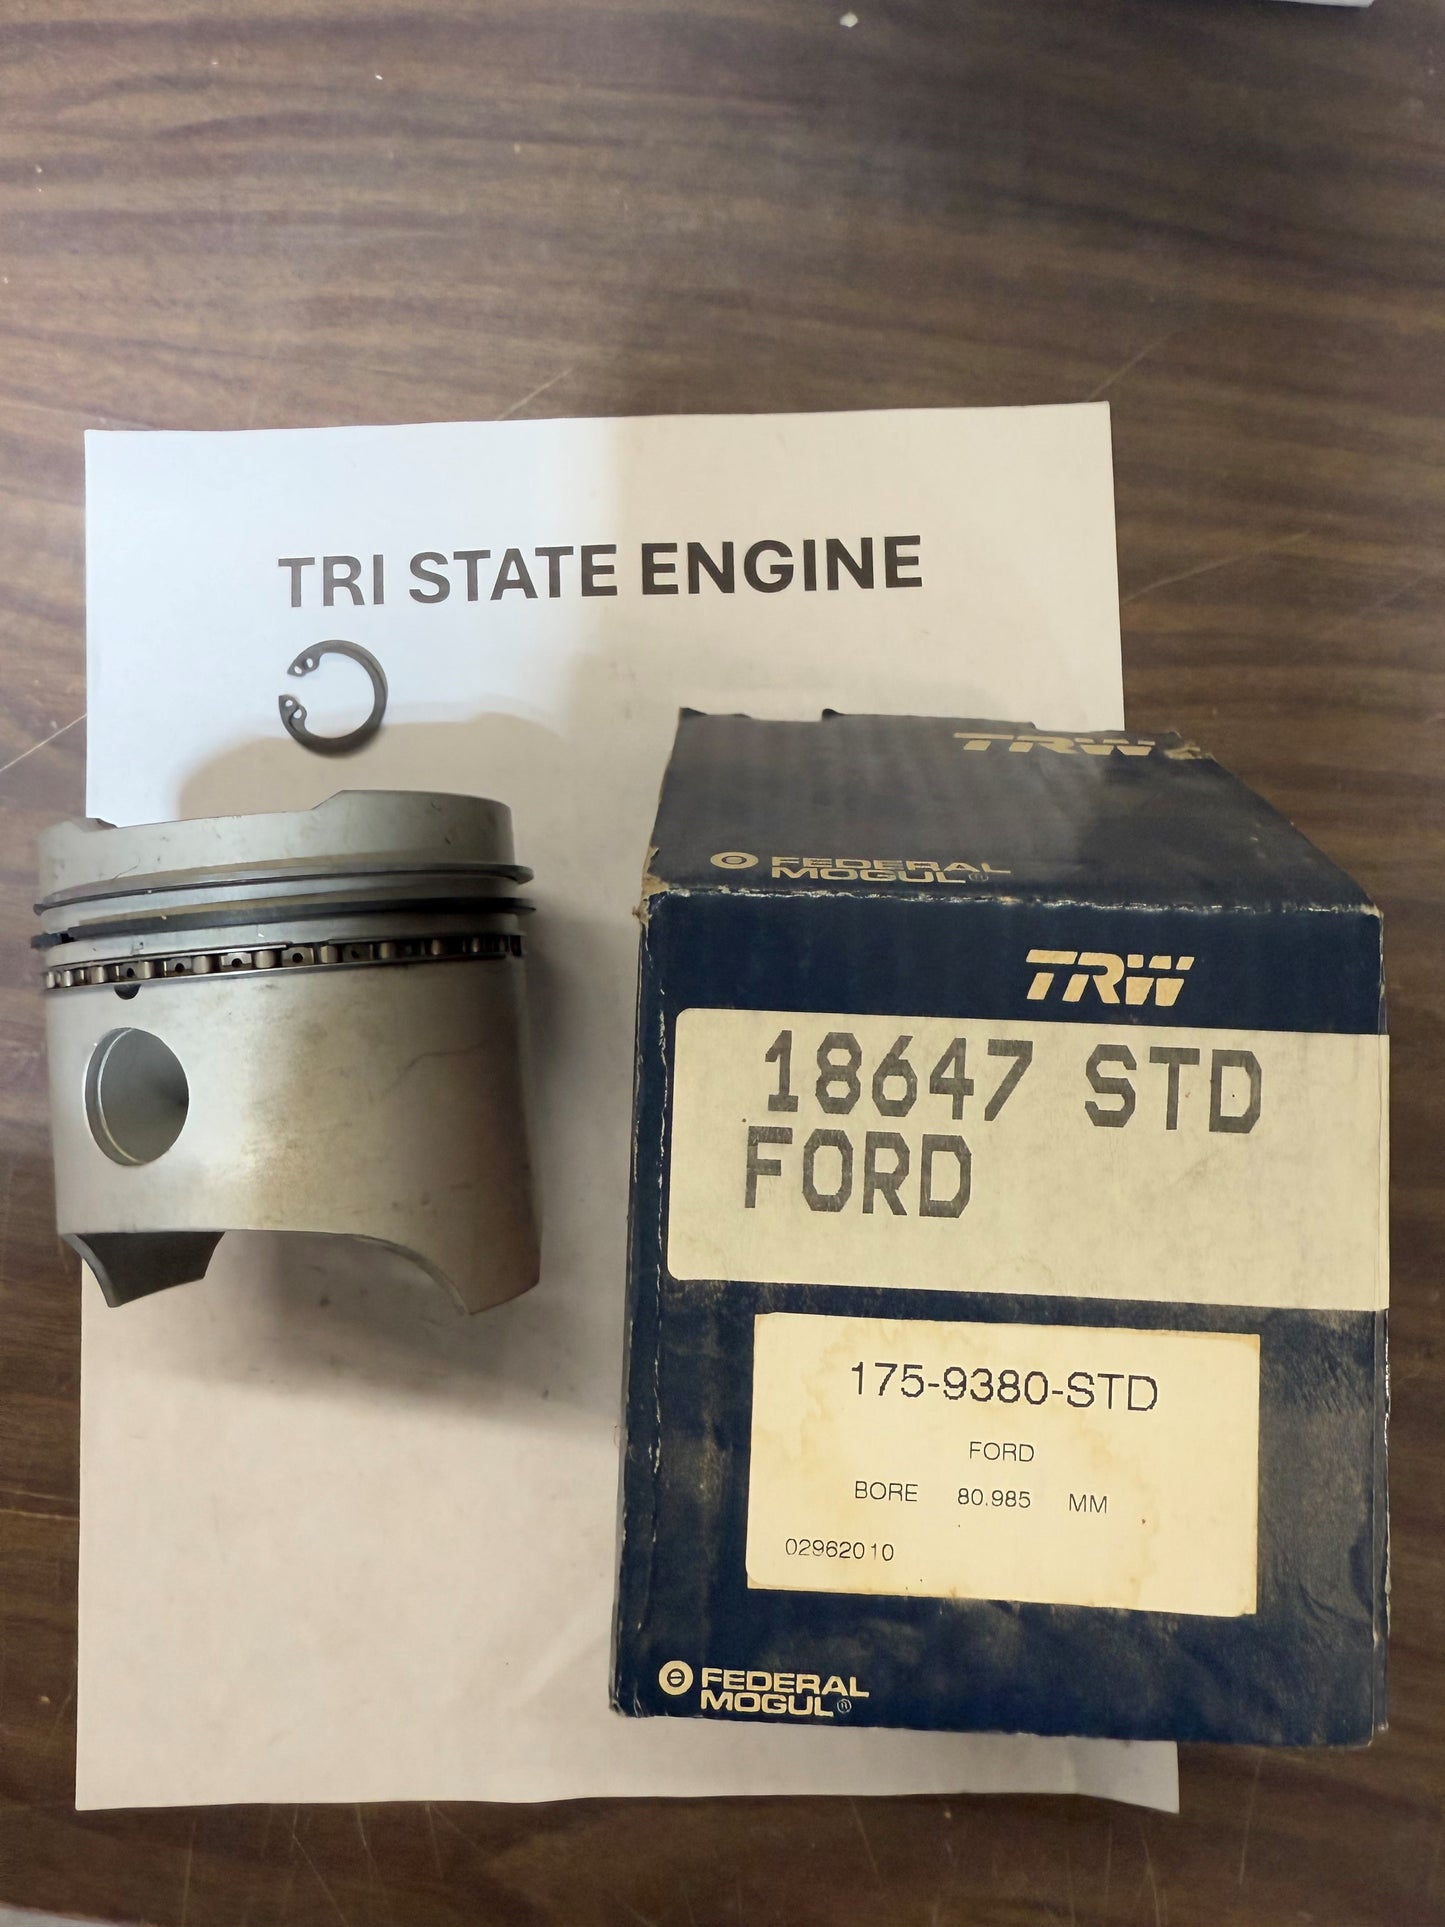 TRI STATE ENGINE
TRW
FEDERAL
MOGUL®
TRW
18647 STD
FORD
175-9380-STD
FORD
BORE 80.985 MM
02962010
FEDERAL
MOGUL®